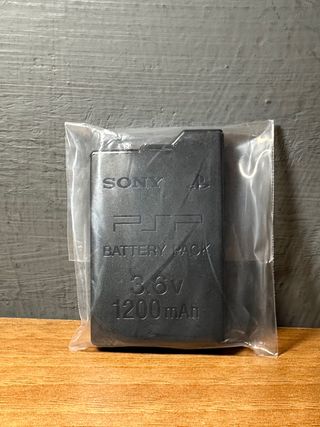 SONY
PSP
BATTERY PACK
3.6V
1200mAh